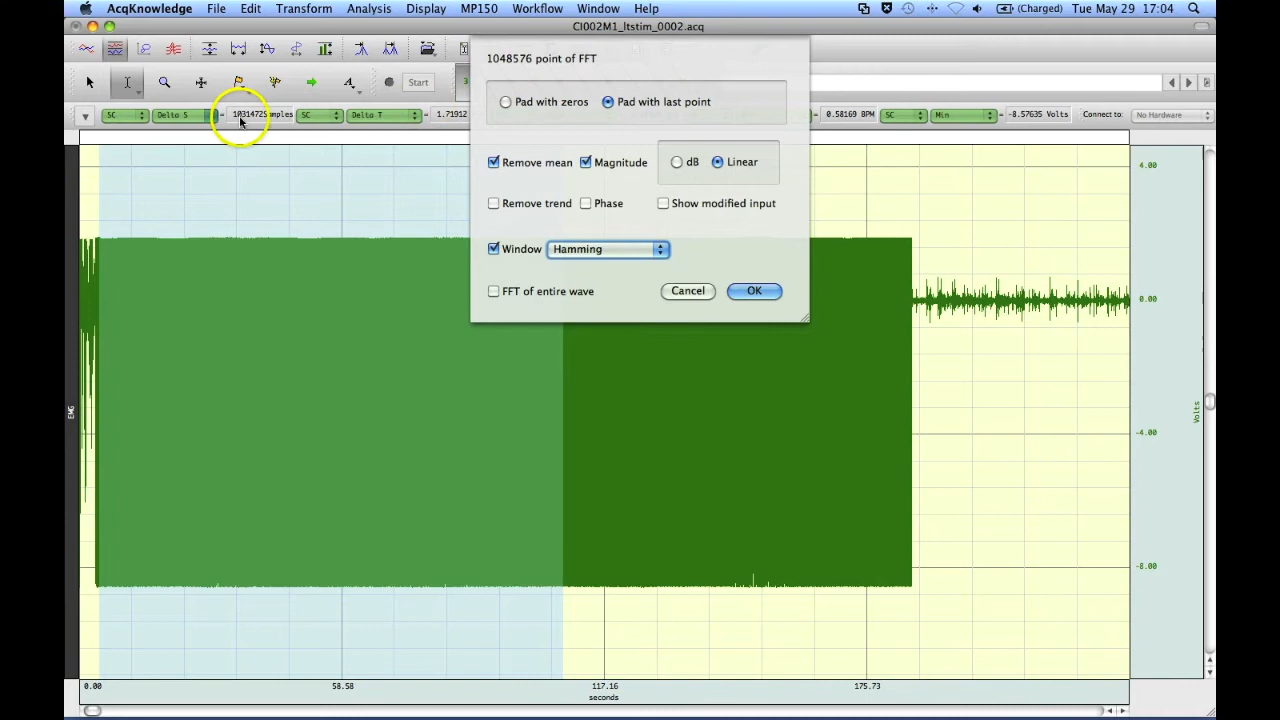 AcqKnowledge File Edit Transform Analysis Display MP150 Workflow Window Help (Charged) Tue May 29 17:04
CI002M1_ltstim_0002.acq
1048576 point of FFT
Start
Pad with zeros Pad with last point
SC Delta S = SC Delta T = 1.71912 = 0.58169 BPM SC Min = -8.57635 Volts Connect to: No Hardware
Remove mean Magnitude dB Linear
Remove trend Phase Show modified input
Window Hamming
FFT of entire wave Cancel OK
4.00
0.00
-4.00
-8.00
EMG
Volts
0.00 58.58 117.16 175.73
seconds